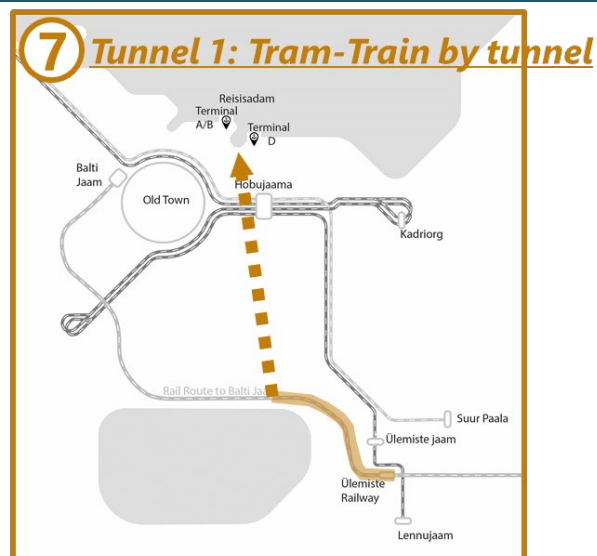 7 Tunnel 1: Tram-Train by tunnel
Reisisadam
Terminal
A/B
Terminal
D
Balti
Jaam
Old Town
Hobujaama
Kadriorg
Rail Route to Balti Jaa
Suur Paala
Ülemiste jaam
Ülemiste
Railway
Lennujaam